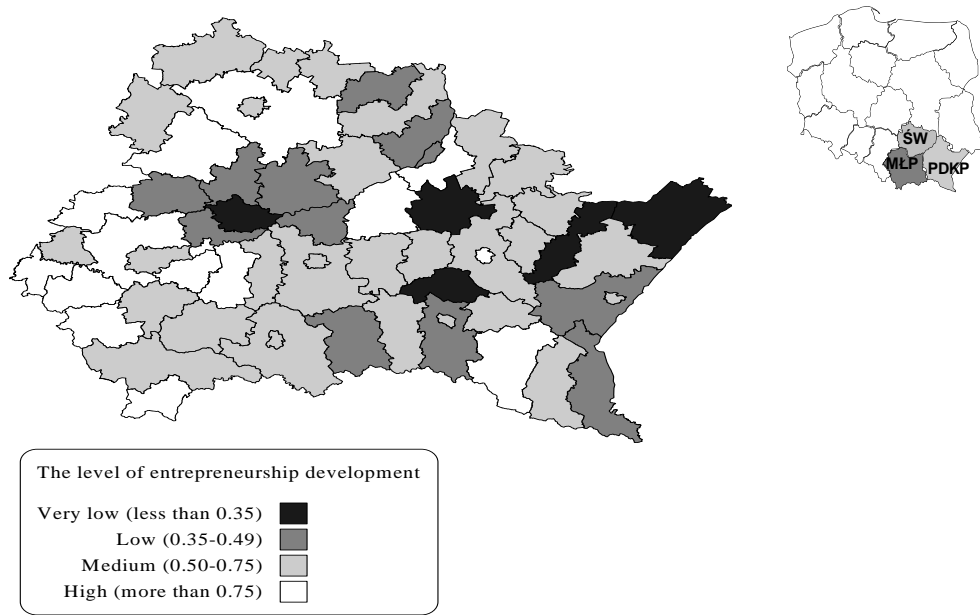 ŚW
MŁP PDKP
The level of entrepreneurship development
Very low (less than 0.35)
Low (0.35-0.49)
Medium (0.50-0.75)
High (more than 0.75)